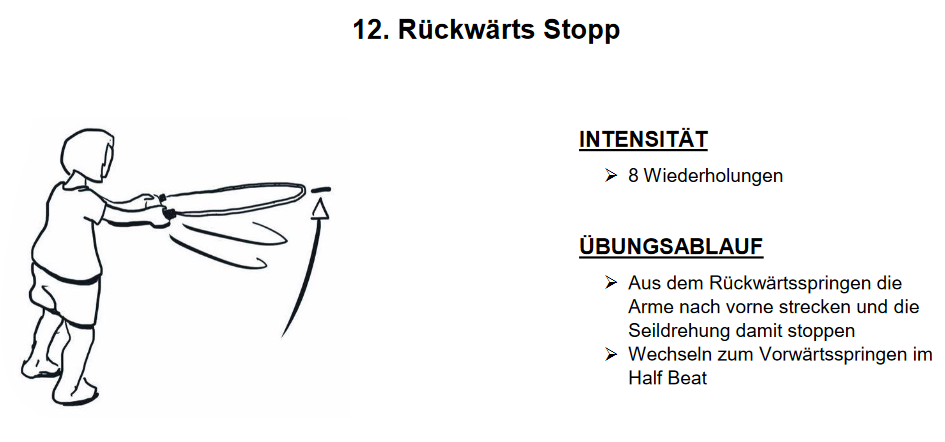 12. Rückwärts Stopp
INTENSITÄT
➢ 8 Wiederholungen
ÜBUNGSABLAUF
➢ Aus dem Rückwärtsspringen die
Arme nach vorne strecken und die
Seildrehung damit stoppen
➢ Wechseln zum Vorwärtsspringen im
Half Beat